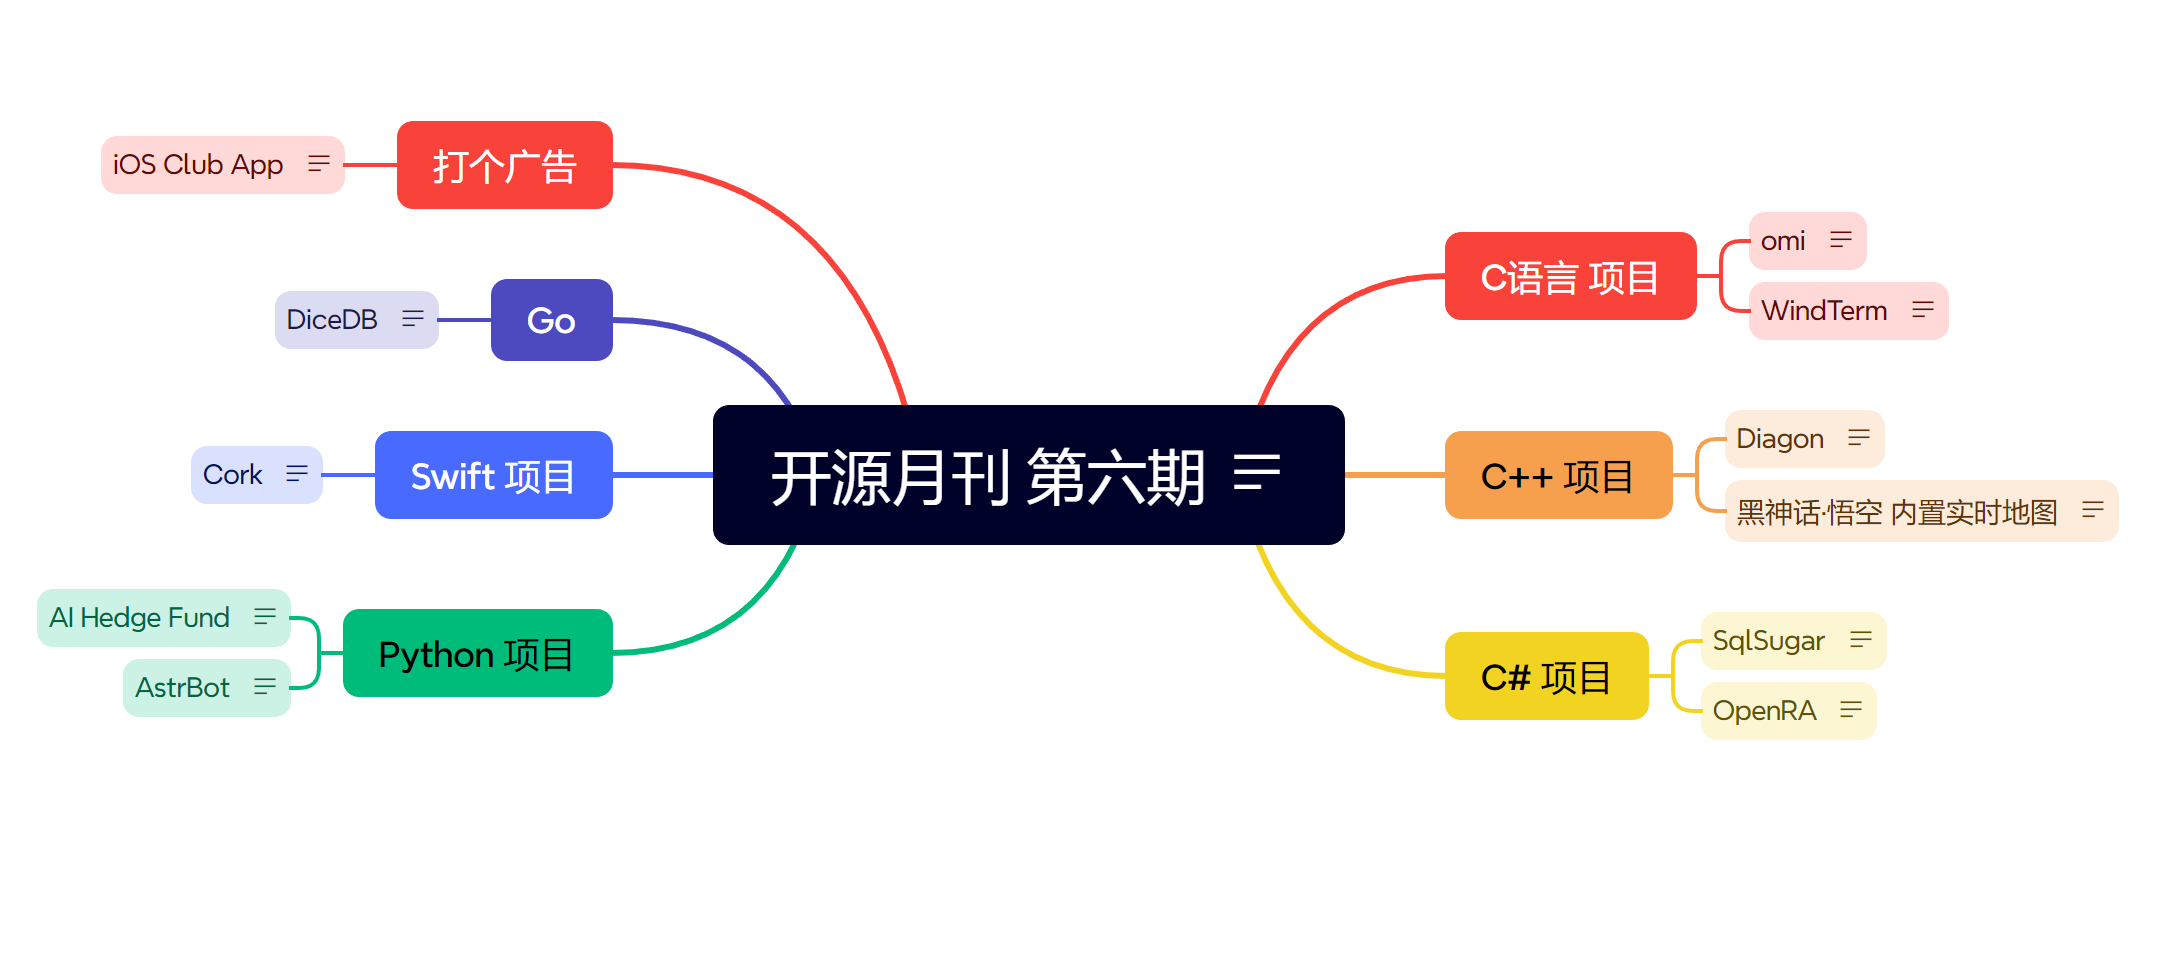 开源月刊 第六期
C语言 项目
omi
WindTerm
C++ 项目
Diagon
黑神话·悟空 内置实时地图
C# 项目
SqlSugar
OpenRA
打个广告
iOS Club App
Go
DiceDB
Swift 项目
Cork
Python 项目
AI Hedge Fund
AstrBot